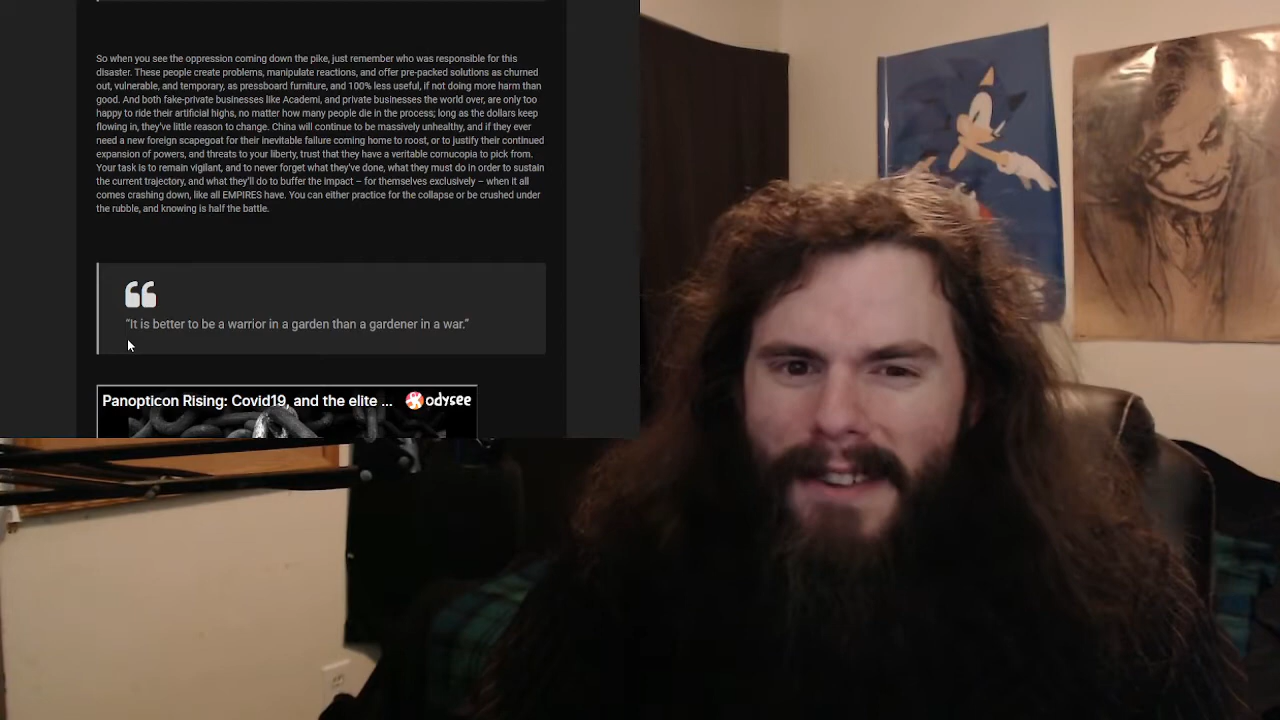 So when you see the oppression coming down the pike, just remember who was responsible for this
disaster. These people create problems, manipulate reactions, and offer pre-packed solutions as churned
out, vulnerable, and temporary, as pressboard furniture, and 100% less useful, if not doing more harm than
good. And both fake-private businesses like Academi, and private businesses the world over, are only too
happy to ride their artificial highs, no matter how many people die in the process; long as the dollars keep
flowing in, they've little reason to change. China will continue to be massively unhealthy, and if they ever
need a new foreign scapegoat for their inevitable failure coming home to roost, or to justify their continued
expansion of powers, and threats to your liberty, trust that they have a veritable cornucopia to pick from.
Your task is to remain vigilant, and to never forget what they've done, what they must do in order to sustain
the current trajectory, and what they'll do to buffer the impact – for themselves exclusively – when it all
comes crashing down, like all EMPIRES have. You can either practice for the collapse or be crushed under
the rubble, and knowing is half the battle.
“It is better to be a warrior in a garden than a gardener in a war.”
Panopticon Rising: Covid19, and the elite ... odysee